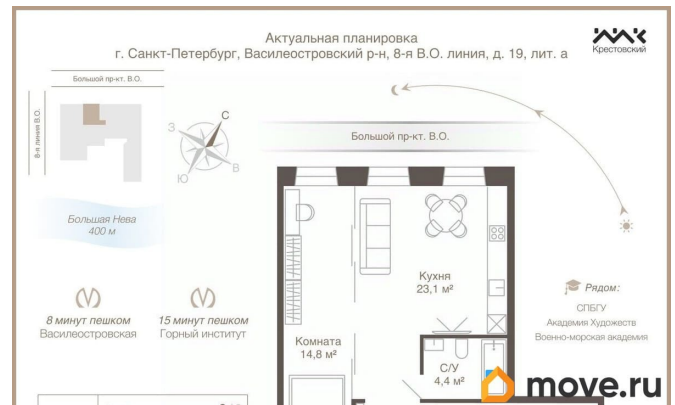 Актуальная планировка
г. Санкт-Петербург, Василеостровский р-н, 8-я В.О. линия, д. 19, лит. а
Крестовский
Большой пр-кт. В.О.
8-я линия В.О.
С
З
В
Ю
Большой пр-кт. В.О.
Большая Нева
400 м
8 минут пешком
Василеостровская
15 минут пешком
Горный институт
Кухня
23,1 м²
Комната
14,8 м²
С/У
4,4 м²
Рядом:
СПБГУ
Академия Художеств
Военно-морская академия
move.ru